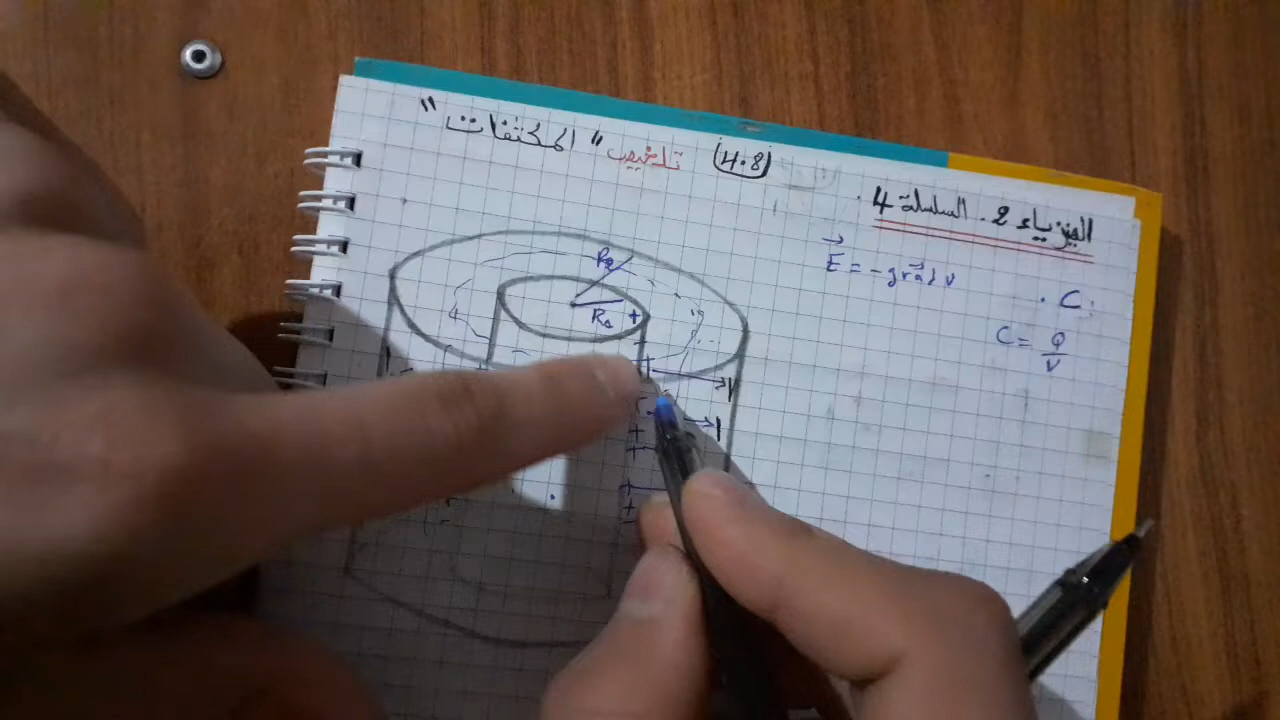 الفيزياء 2. السلسلة 4.
(4.8) تلخيص "المكثفات"
E = -grad V
. C :
C = Q / V
R2
R1
+